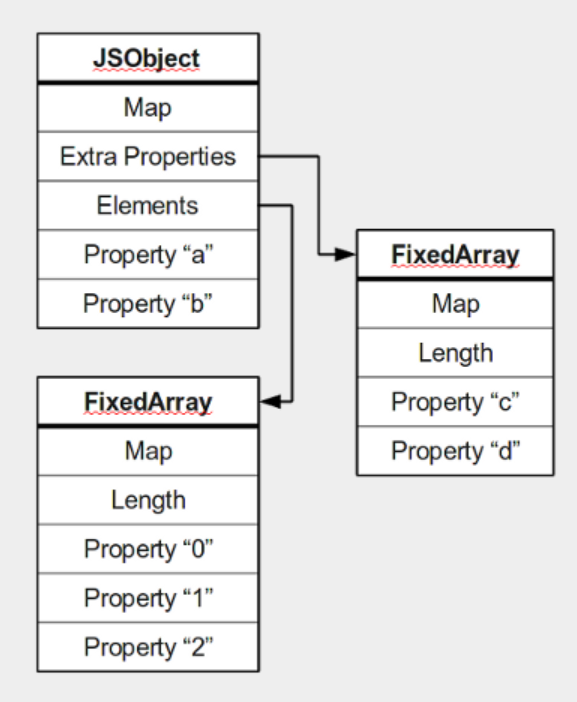 JSObject
Map
Extra Properties
Elements
Property “a”
Property “b”
FixedArray
Map
Length
Property “c”
Property “d”
FixedArray
Map
Length
Property “0”
Property “1”
Property “2”